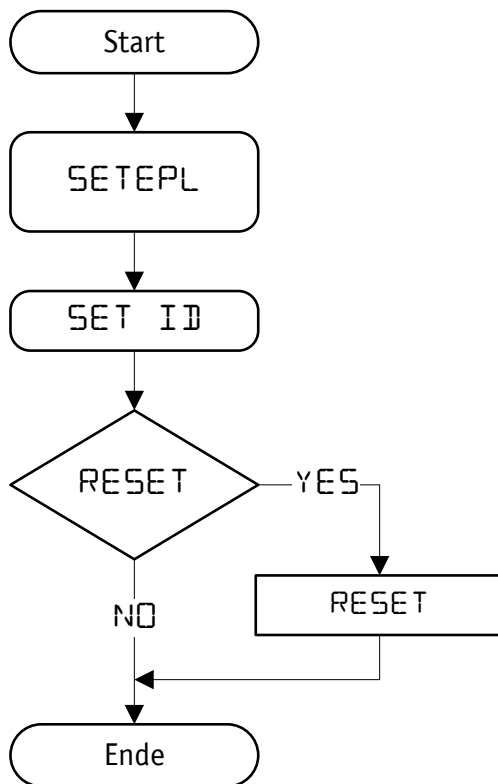 Start
SETEPL
SET ID
RESET
YES
RESET
NO
Ende